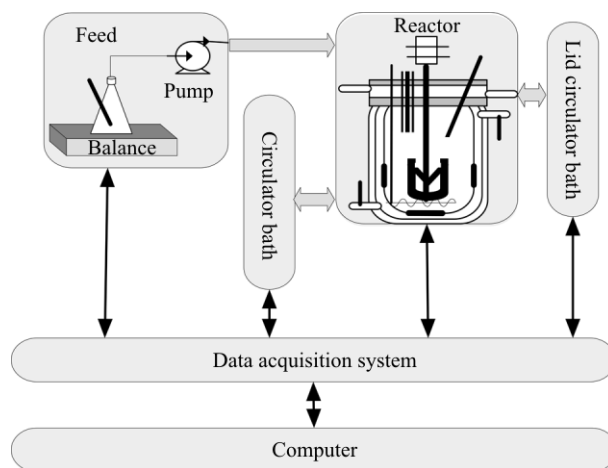 Feed
Pump
Balance
Reactor
Circulator bath
Lid circulator bath
Data acquisition system
Computer